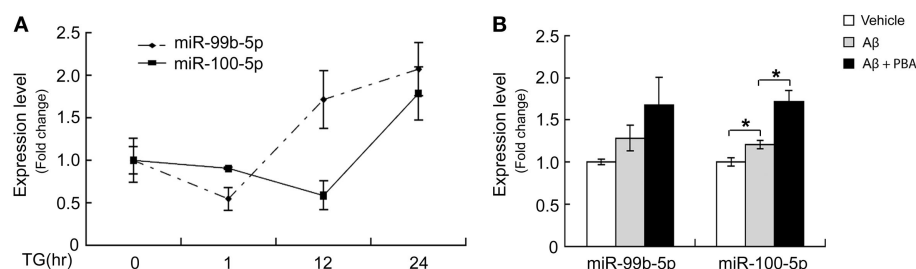 A
Expression level
(Fold change)
2.5
2.0
1.5
1.0
0.5
0
miR-99b-5p
miR-100-5p
TG(hr)
0
1
12
24
B
Expression level
(Fold change)
2.5
2.0
1.5
1.0
0.5
0
*
*
miR-99b-5p
miR-100-5p
Vehicle
Aβ
Aβ + PBA